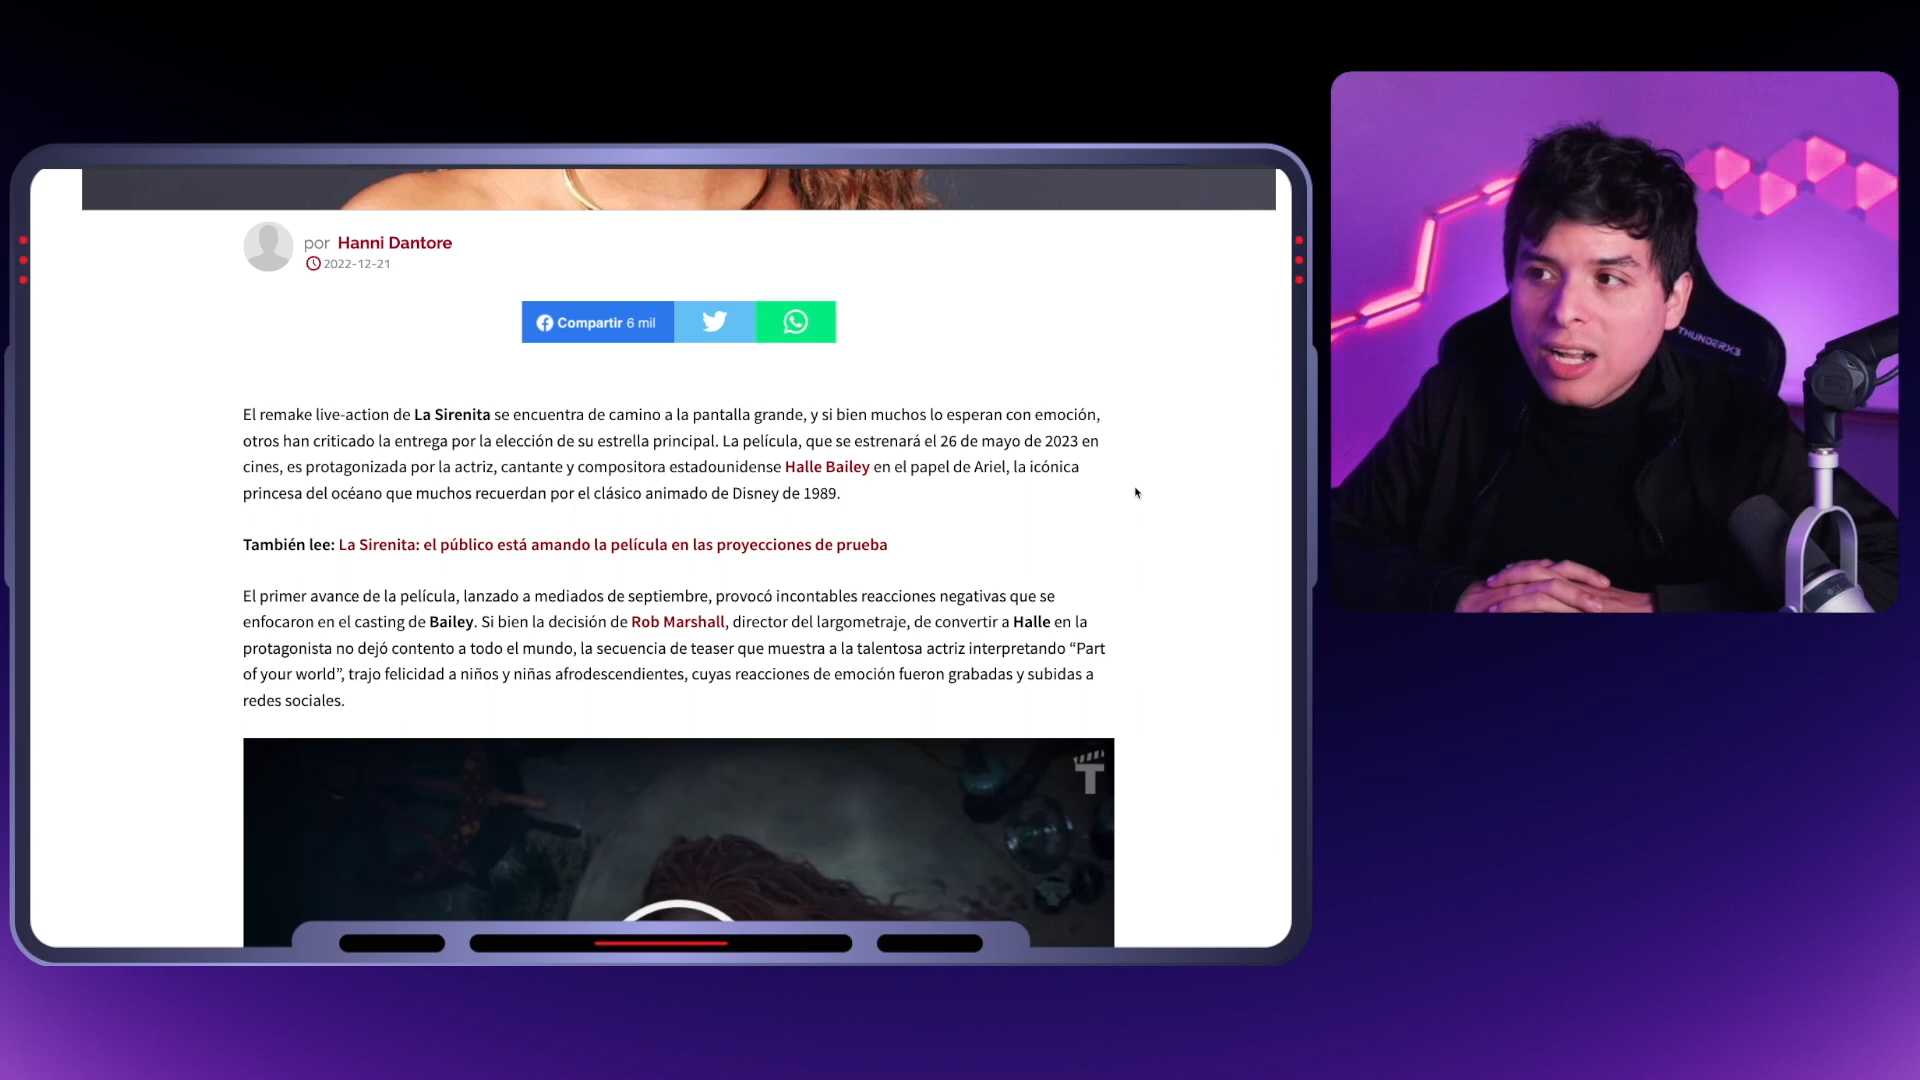 por Hanni Dantore
2022-12-21
Compartir 6 mil
El remake live-action de La Sirenita se encuentra de camino a la pantalla grande, y si bien muchos lo esperan con emoción,
otros han criticado la entrega por la elección de su estrella principal. La película, que se estrenará el 26 de mayo de 2023 en
cines, es protagonizada por la actriz, cantante y compositora estadounidense Halle Bailey en el papel de Ariel, la icónica
princesa del océano que muchos recuerdan por el clásico animado de Disney de 1989.
También lee: La Sirenita: el público está amando la película en las proyecciones de prueba
El primer avance de la película, lanzado a mediados de septiembre, provocó incontables reacciones negativas que se
enfocaron en el casting de Bailey. Si bien la decisión de Rob Marshall, director del largometraje, de convertir a Halle en la
protagonista no dejó contento a todo el mundo, la secuencia de teaser que muestra a la talentosa actriz interpretando “Part
of your world”, trajo felicidad a niños y niñas afrodescendientes, cuyas reacciones de emoción fueron grabadas y subidas a
redes sociales.
T
THUNDERX3